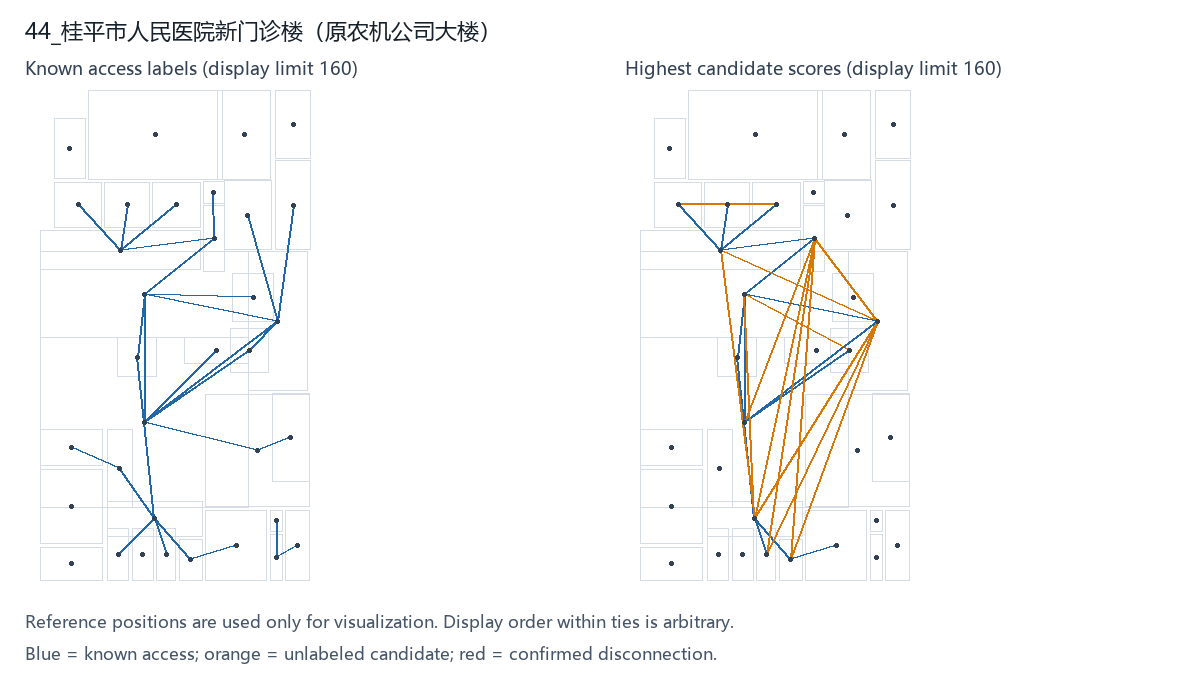 44_桂平市人民医院新门诊楼（原农机公司大楼）
Known access labels (display limit 160)
Highest candidate scores (display limit 160)
Reference positions are used only for visualization. Display order within ties is arbitrary.
Blue = known access; orange = unlabeled candidate; red = confirmed disconnection.